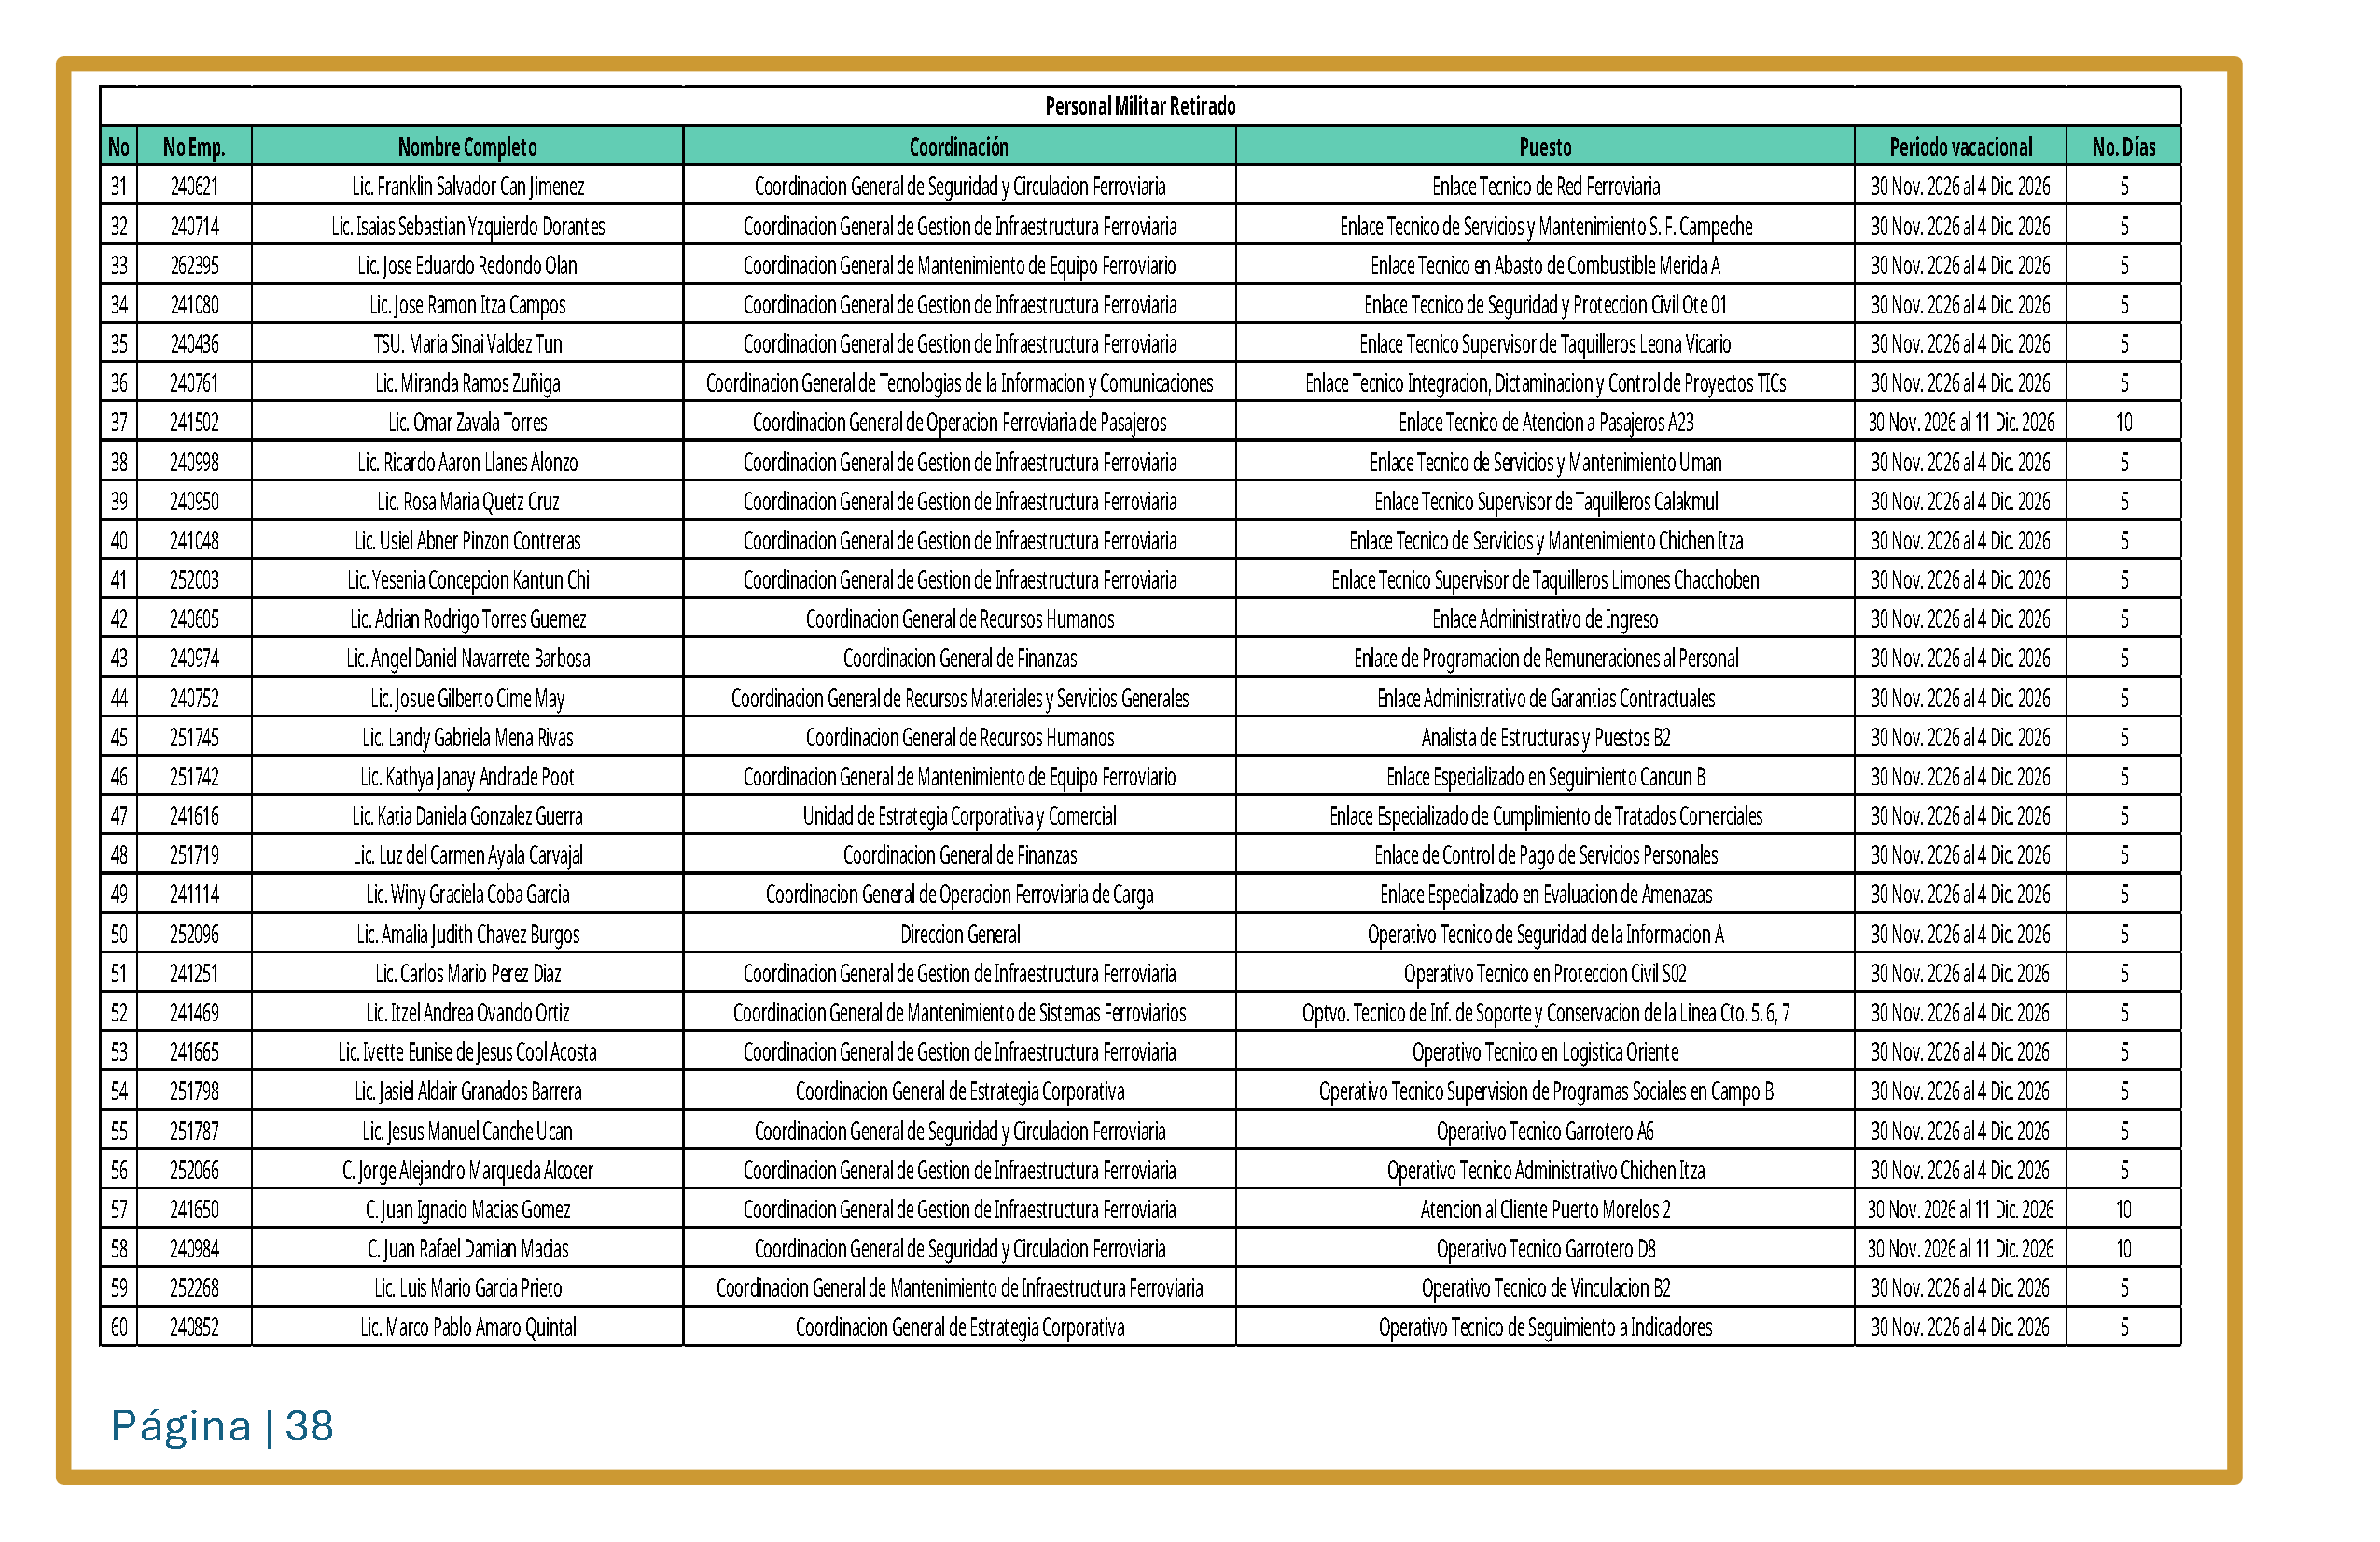 Personal Militar Retirado
No No Emp. Nombre Completo Coordinación Puesto Periodo vacacional No. Días
31 240621 Lic. Franklin Salvador Can Jimenez Coordinacion General de Seguridad y Circulacion Ferroviaria Enlace Tecnico de Red Ferroviaria 30 Nov. 2026 al 4 Dic. 2026 5
32 240714 Lic. Isaias Sebastian Yzquierdo Dorantes Coordinacion General de Gestion de Infraestructura Ferroviaria Enlace Tecnico de Servicios y Mantenimiento S. F. Campeche 30 Nov. 2026 al 4 Dic. 2026 5
33 262395 Lic. Jose Eduardo Redondo Olan Coordinacion General de Mantenimiento de Equipo Ferroviario Enlace Tecnico en Abasto de Combustible Merida A 30 Nov. 2026 al 4 Dic. 2026 5
34 241080 Lic. Jose Ramon Itza Campos Coordinacion General de Gestion de Infraestructura Ferroviaria Enlace Tecnico de Seguridad y Proteccion Civil Ote 01 30 Nov. 2026 al 4 Dic. 2026 5
35 240436 TSU. Maria Sinai Valdez Tun Coordinacion General de Gestion de Infraestructura Ferroviaria Enlace Tecnico Supervisor de Taquilleros Leona Vicario 30 Nov. 2026 al 4 Dic. 2026 5
36 240761 Lic. Miranda Ramos Zuñiga Coordinacion General de Tecnologias de la Informacion y Comunicaciones Enlace Tecnico Integracion, Dictaminacion y Control de Proyectos TICs 30 Nov. 2026 al 4 Dic. 2026 5
37 241502 Lic. Omar Zavala Torres Coordinacion General de Operacion Ferroviaria de Pasajeros Enlace Tecnico de Atencion a Pasajeros A23 30 Nov. 2026 al 11 Dic. 2026 10
38 240998 Lic. Ricardo Aaron Llanes Alonzo Coordinacion General de Gestion de Infraestructura Ferroviaria Enlace Tecnico de Servicios y Mantenimiento Uman 30 Nov. 2026 al 4 Dic. 2026 5
39 240950 Lic. Rosa Maria Quetz Cruz Coordinacion General de Gestion de Infraestructura Ferroviaria Enlace Tecnico Supervisor de Taquilleros Calakmul 30 Nov. 2026 al 4 Dic. 2026 5
40 241048 Lic. Usiel Abner Pinzon Contreras Coordinacion General de Gestion de Infraestructura Ferroviaria Enlace Tecnico de Servicios y Mantenimiento Chichen Itza 30 Nov. 2026 al 4 Dic. 2026 5
41 252003 Lic. Yesenia Concepcion Kantun Chi Coordinacion General de Gestion de Infraestructura Ferroviaria Enlace Tecnico Supervisor de Taquilleros Limones Chacchoben 30 Nov. 2026 al 4 Dic. 2026 5
42 240605 Lic. Adrian Rodrigo Torres Guemez Coordinacion General de Recursos Humanos Enlace Administrativo de Ingreso 30 Nov. 2026 al 4 Dic. 2026 5
43 240974 Lic. Angel Daniel Navarrete Barbosa Coordinacion General de Finanzas Enlace de Programacion de Remuneraciones al Personal 30 Nov. 2026 al 4 Dic. 2026 5
44 240752 Lic. Josue Gilberto Cime May Coordinacion General de Recursos Materiales y Servicios Generales Enlace Administrativo de Garantias Contractuales 30 Nov. 2026 al 4 Dic. 2026 5
45 251745 Lic. Landy Gabriela Mena Rivas Coordinacion General de Recursos Humanos Analista de Estructuras y Puestos B2 30 Nov. 2026 al 4 Dic. 2026 5
46 251742 Lic. Kathya Janay Andrade Poot Coordinacion General de Mantenimiento de Equipo Ferroviario Enlace Especializado en Seguimiento Cancun B 30 Nov. 2026 al 4 Dic. 2026 5
47 241616 Lic. Katia Daniela Gonzalez Guerra Unidad de Estrategia Corporativa y Comercial Enlace Especializado de Cumplimiento de Tratados Comerciales 30 Nov. 2026 al 4 Dic. 2026 5
48 251719 Lic. Luz del Carmen Ayala Carvajal Coordinacion General de Finanzas Enlace de Control de Pago de Servicios Personales 30 Nov. 2026 al 4 Dic. 2026 5
49 241114 Lic. Winy Graciela Coba Garcia Coordinacion General de Operacion Ferroviaria de Carga Enlace Especializado en Evaluacion de Amenazas 30 Nov. 2026 al 4 Dic. 2026 5
50 252096 Lic. Amalia Judith Chavez Burgos Direccion General Operativo Tecnico de Seguridad de la Informacion A 30 Nov. 2026 al 4 Dic. 2026 5
51 241251 Lic. Carlos Mario Perez Diaz Coordinacion General de Gestion de Infraestructura Ferroviaria Operativo Tecnico en Proteccion Civil S02 30 Nov. 2026 al 4 Dic. 2026 5
52 241469 Lic. Itzel Andrea Ovando Ortiz Coordinacion General de Mantenimiento de Sistemas Ferroviarios Optvo. Tecnico de Inf. de Soporte y Conservacion de la Linea Cto. 5, 6, 7 30 Nov. 2026 al 4 Dic. 2026 5
53 241665 Lic. Ivette Eunise de Jesus Cool Acosta Coordinacion General de Gestion de Infraestructura Ferroviaria Operativo Tecnico en Logistica Oriente 30 Nov. 2026 al 4 Dic. 2026 5
54 251798 Lic. Jasiel Aldair Granados Barrera Coordinacion General de Estrategia Corporativa Operativo Tecnico Supervision de Programas Sociales en Campo B 30 Nov. 2026 al 4 Dic. 2026 5
55 251787 Lic. Jesus Manuel Canche Ucan Coordinacion General de Seguridad y Circulacion Ferroviaria Operativo Tecnico Garrotero A6 30 Nov. 2026 al 4 Dic. 2026 5
56 252066 C. Jorge Alejandro Marqueda Alcocer Coordinacion General de Gestion de Infraestructura Ferroviaria Operativo Tecnico Administrativo Chichen Itza 30 Nov. 2026 al 4 Dic. 2026 5
57 241650 C. Juan Ignacio Macias Gomez Coordinacion General de Gestion de Infraestructura Ferroviaria Atencion al Cliente Puerto Morelos 2 30 Nov. 2026 al 11 Dic. 2026 10
58 240984 C. Juan Rafael Damian Macias Coordinacion General de Seguridad y Circulacion Ferroviaria Operativo Tecnico Garrotero D8 30 Nov. 2026 al 11 Dic. 2026 10
59 252268 Lic. Luis Mario Garcia Prieto Coordinacion General de Mantenimiento de Infraestructura Ferroviaria Operativo Tecnico de Vinculacion B2 30 Nov. 2026 al 4 Dic. 2026 5
60 240852 Lic. Marco Pablo Amaro Quintal Coordinacion General de Estrategia Corporativa Operativo Tecnico de Seguimiento a Indicadores 30 Nov. 2026 al 4 Dic. 2026 5
Página | 38